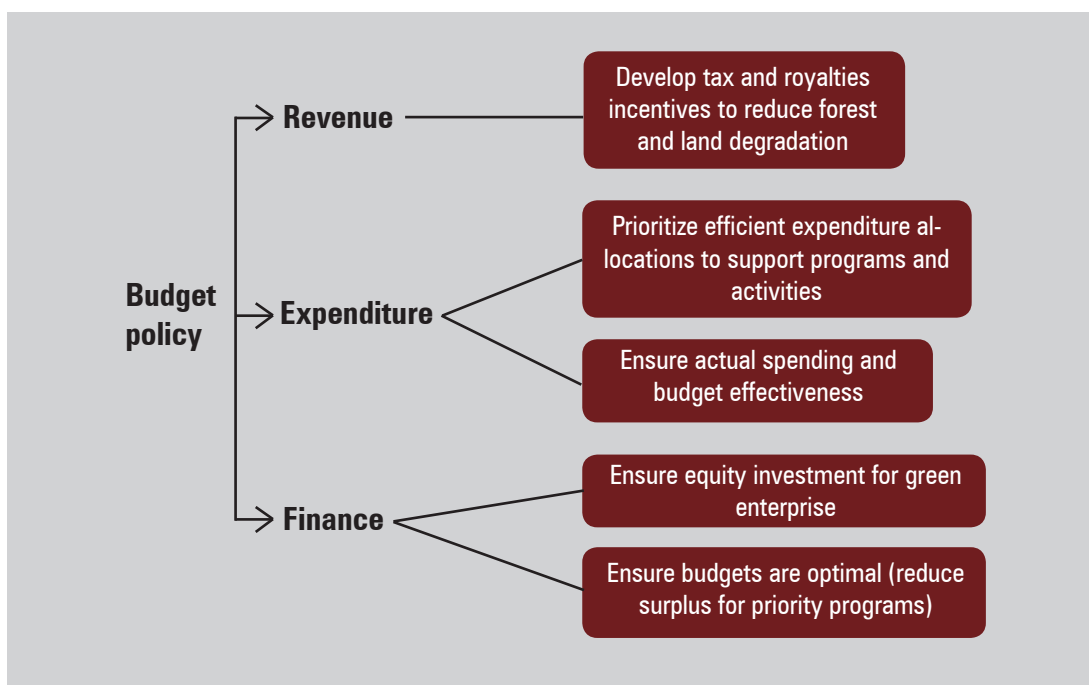 Budget
policy
Revenue
Develop tax and royalties
incentives to reduce forest
and land degradation
Expenditure
Prioritize efficient expenditure al-
locations to support programs and
activities
Ensure actual spending and
budget effectiveness
Finance
Ensure equity investment for green
enterprise
Ensure budgets are optimal (reduce
surplus for priority programs)